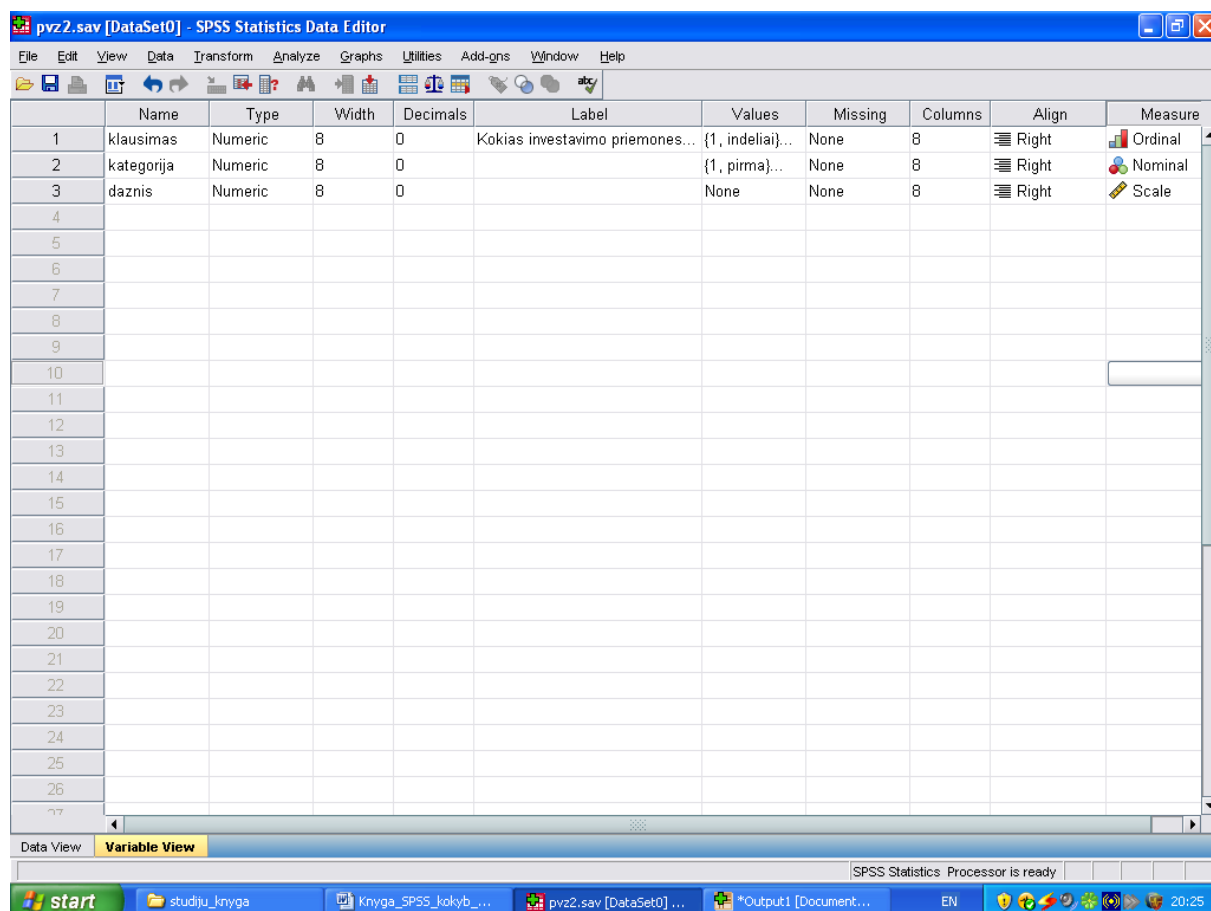 pvz2.sav [DataSet0] - SPSS Statistics Data Editor
File Edit View Data Transform Analyze Graphs Utilities Add-ons Window Help
Name Type Width Decimals Label Values Missing Columns Align Measure
1 klausimas Numeric 8 0 Kokias investavimo priemones... {1, indeliai}... None 8 Right Ordinal
2 kategorija Numeric 8 0 {1, pirma}... None 8 Right Nominal
3 daznis Numeric 8 0 None None 8 Right Scale
4
5
6
7
8
9
10
11
12
13
14
15
16
17
18
19
20
21
22
23
24
25
26
27
Data View Variable View
SPSS Statistics Processor is ready
start studiju_knyga Knyga_SPSS_kokyb_... pvz2.sav [DataSet0] ... *Output1 [Document... EN 20:25